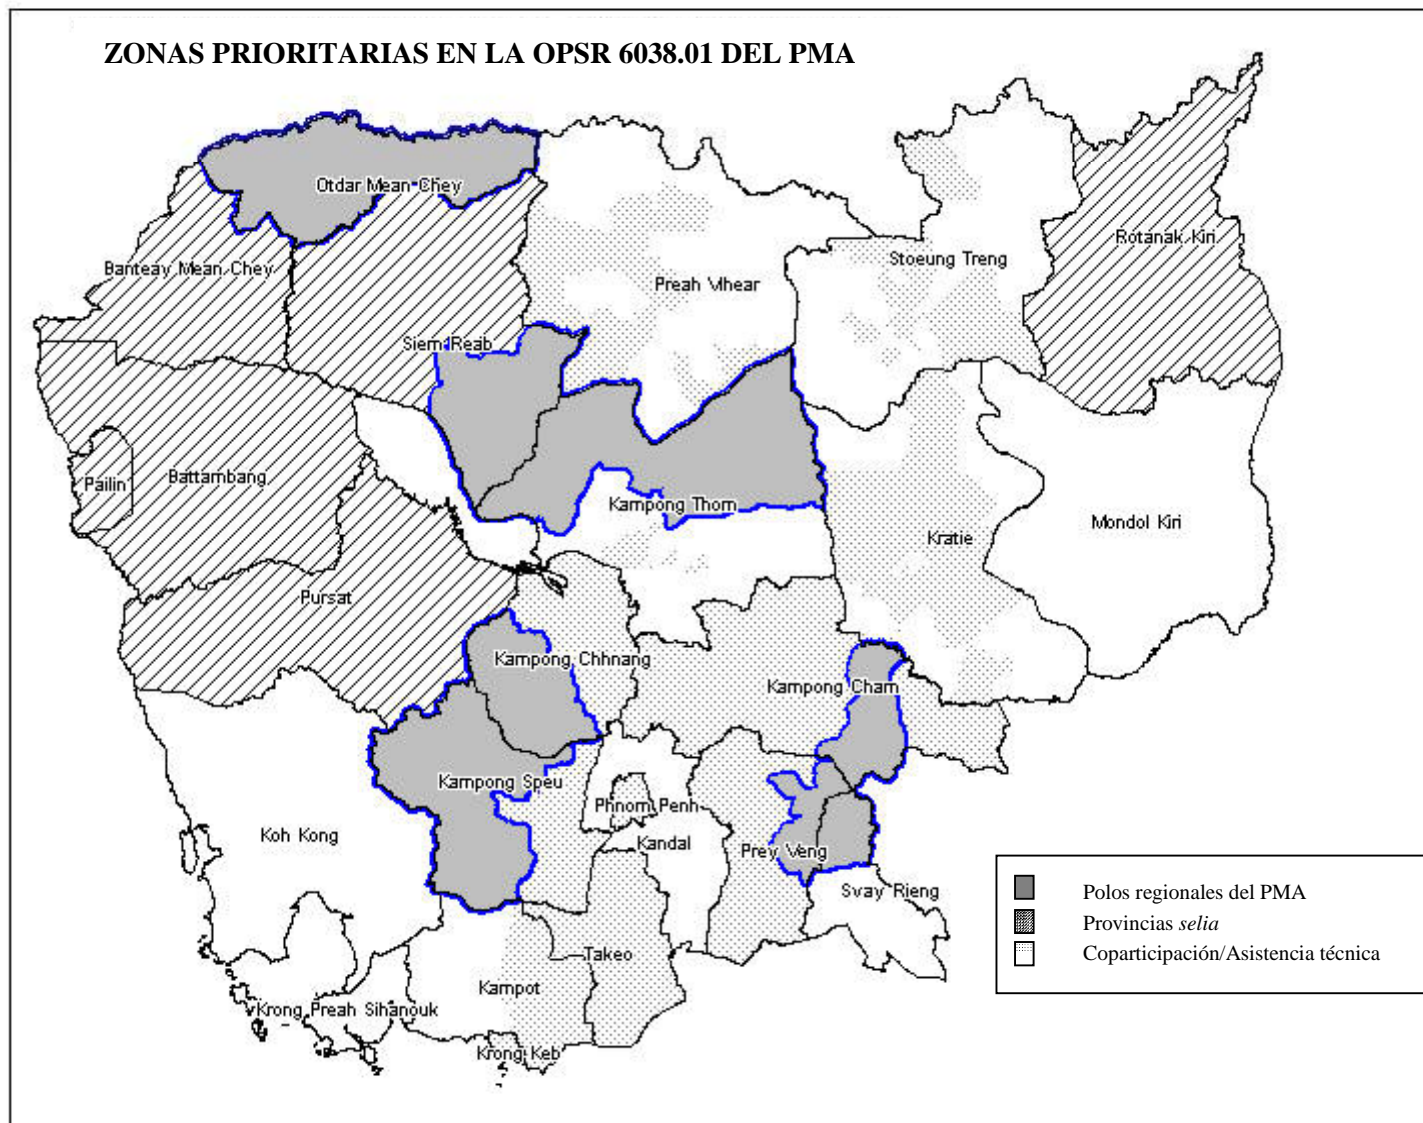 ZONAS PRIORITARIAS EN LA OPSR 6038.01 DEL PMA
Otdar Mean Chey
Rotanak Kiri
Banteay Mean Chey
Stoeung Treng
Preah Vihear
Siem Reab
Pailin
Battambang
Kampong Thom
Mondol Kiri
Kratie
Pursat
Kampong Chhnang
Kampong Cham
Kampong Speu
Phnom Penh
Koh Kong
Kandal
Prey Veng
Svay Rieng
Takeo
Kampot
Krong Preah Sihanouk
Krong Keb
Polos regionales del PMA
Provincias selia
Coparticipación/Asistencia técnica